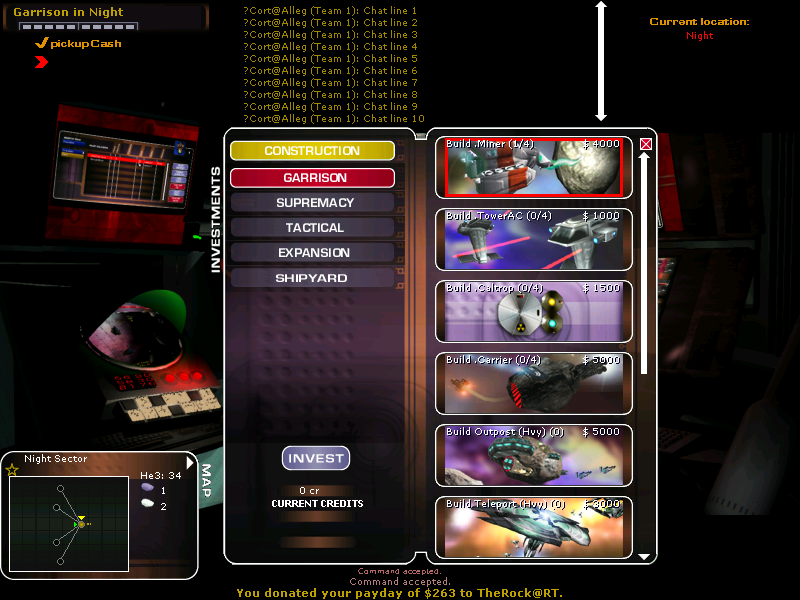 Garrison in Night
pickupCash
?Cort@Alleg (Team 1): Chat line 1
?Cort@Alleg (Team 1): Chat line 2
?Cort@Alleg (Team 1): Chat line 3
?Cort@Alleg (Team 1): Chat line 4
?Cort@Alleg (Team 1): Chat line 5
?Cort@Alleg (Team 1): Chat line 6
?Cort@Alleg (Team 1): Chat line 7
?Cort@Alleg (Team 1): Chat line 8
?Cort@Alleg (Team 1): Chat line 9
?Cort@Alleg (Team 1): Chat line 10
Current location:
Night
INVESTMENTS
CONSTRUCTION
GARRISON
SUPREMACY
TACTICAL
EXPANSION
SHIPYARD
INVEST
0 cr
CURRENT CREDITS
Build .Miner (1/4) $ 4000
Build .TowerAC (0/4) $ 1000
Build .Caltrop (0/4) $ 1500
Build .Carrier (0/4) $ 5000
Build Outpost (Hvy) (0) $ 5000
Build Teleport (Hvy) (0) $ 3000
Night Sector
He3: 34
1
2
MAP
Command accepted.
Command accepted.
You donated your payday of $263 to TheRock@RT.